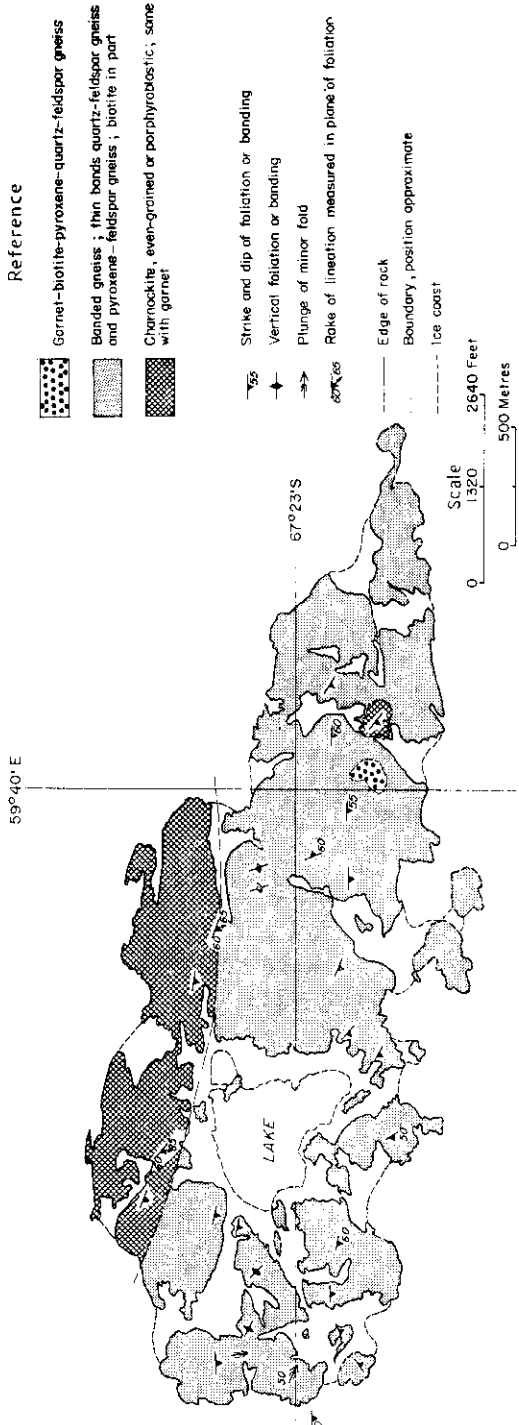 Reference
Garnet-biotite-pyroxene-quartz-feldspar gneiss
Banded gneiss ; thin bands quartz-feldspar gneiss
and pyroxene-feldspar gneiss ; biotite in part
Charnockite, even-grained or porphyroblastic ; some
with garnet
55
Strike and dip of foliation or banding
Vertical foliation or banding
Plunge of minor fold
60 65
Rake of lineation measured in plane of foliation
Edge of rock
Boundary, position approximate
Ice coast
Scale
0 1320 2640 Feet
0 500 Metres
59°40' E
67°23'S
LAKE
60 65
60
55
60
50
60
50